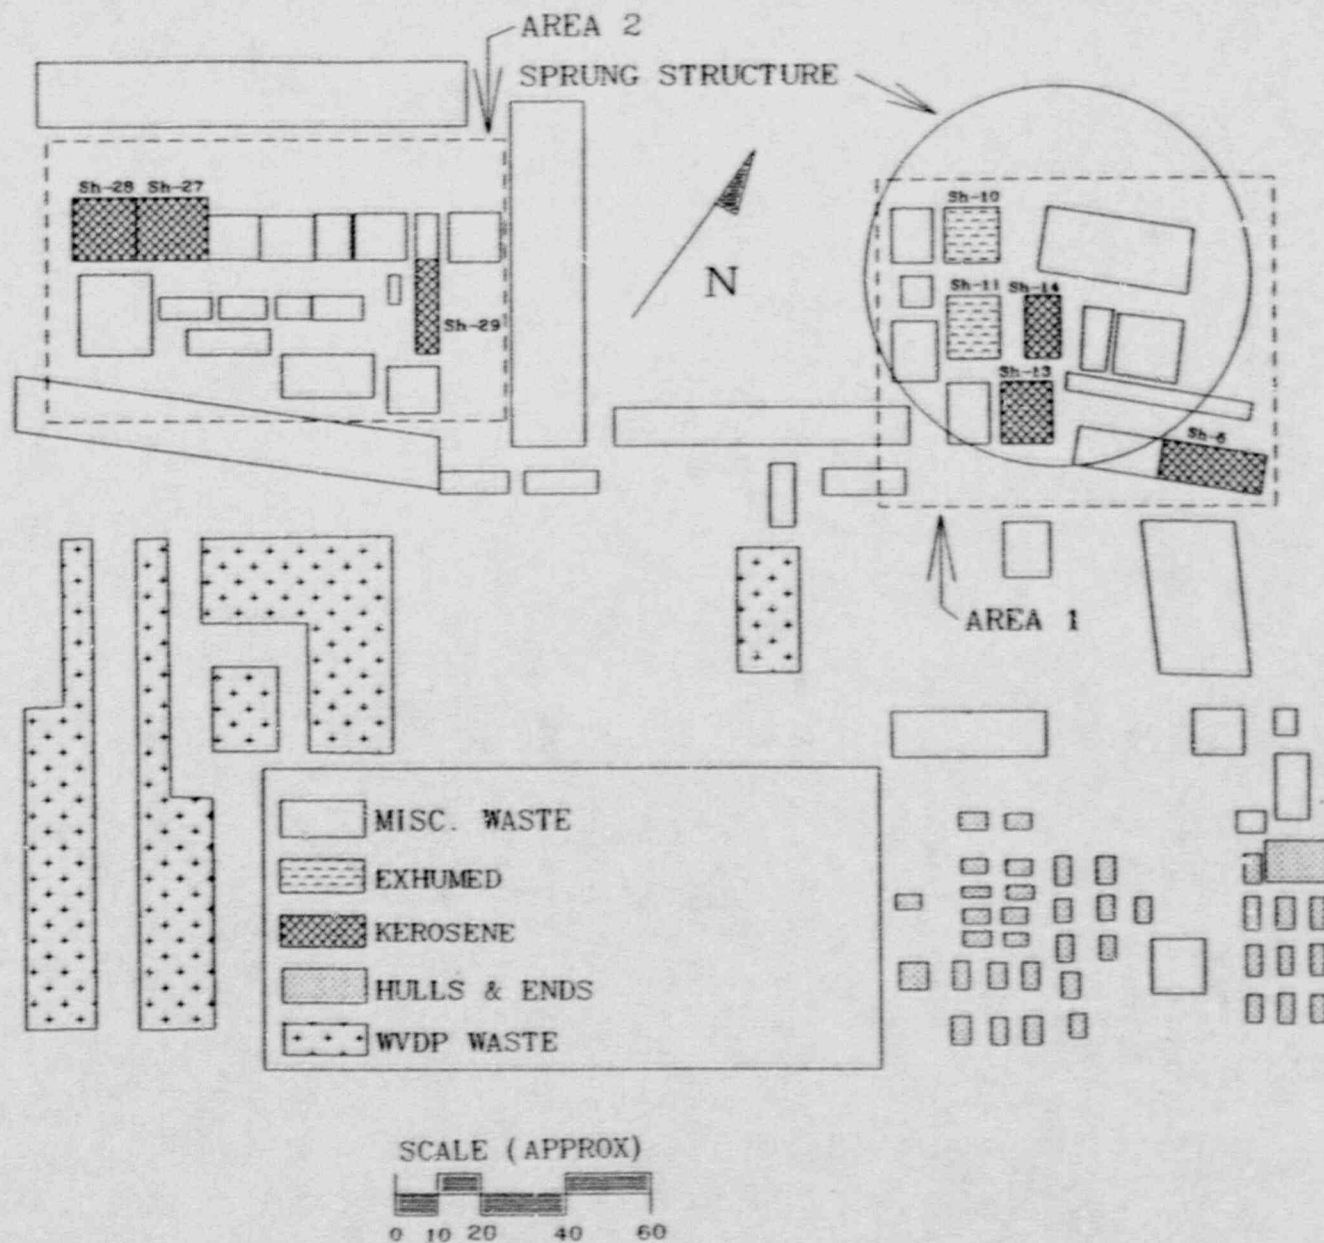 AREA 2
SPRUNG STRUCTURE
Sh-28 Sh-27
Sh-10
N
Sh-11 Sh-14
Sh-29
Sh-13
Sh-6
AREA 1
MISC. WASTE
EXHUMED
KEROSENE
HULLS & ENDS
WVDP WASTE
SCALE (APPROX)
0 10 20 40 60